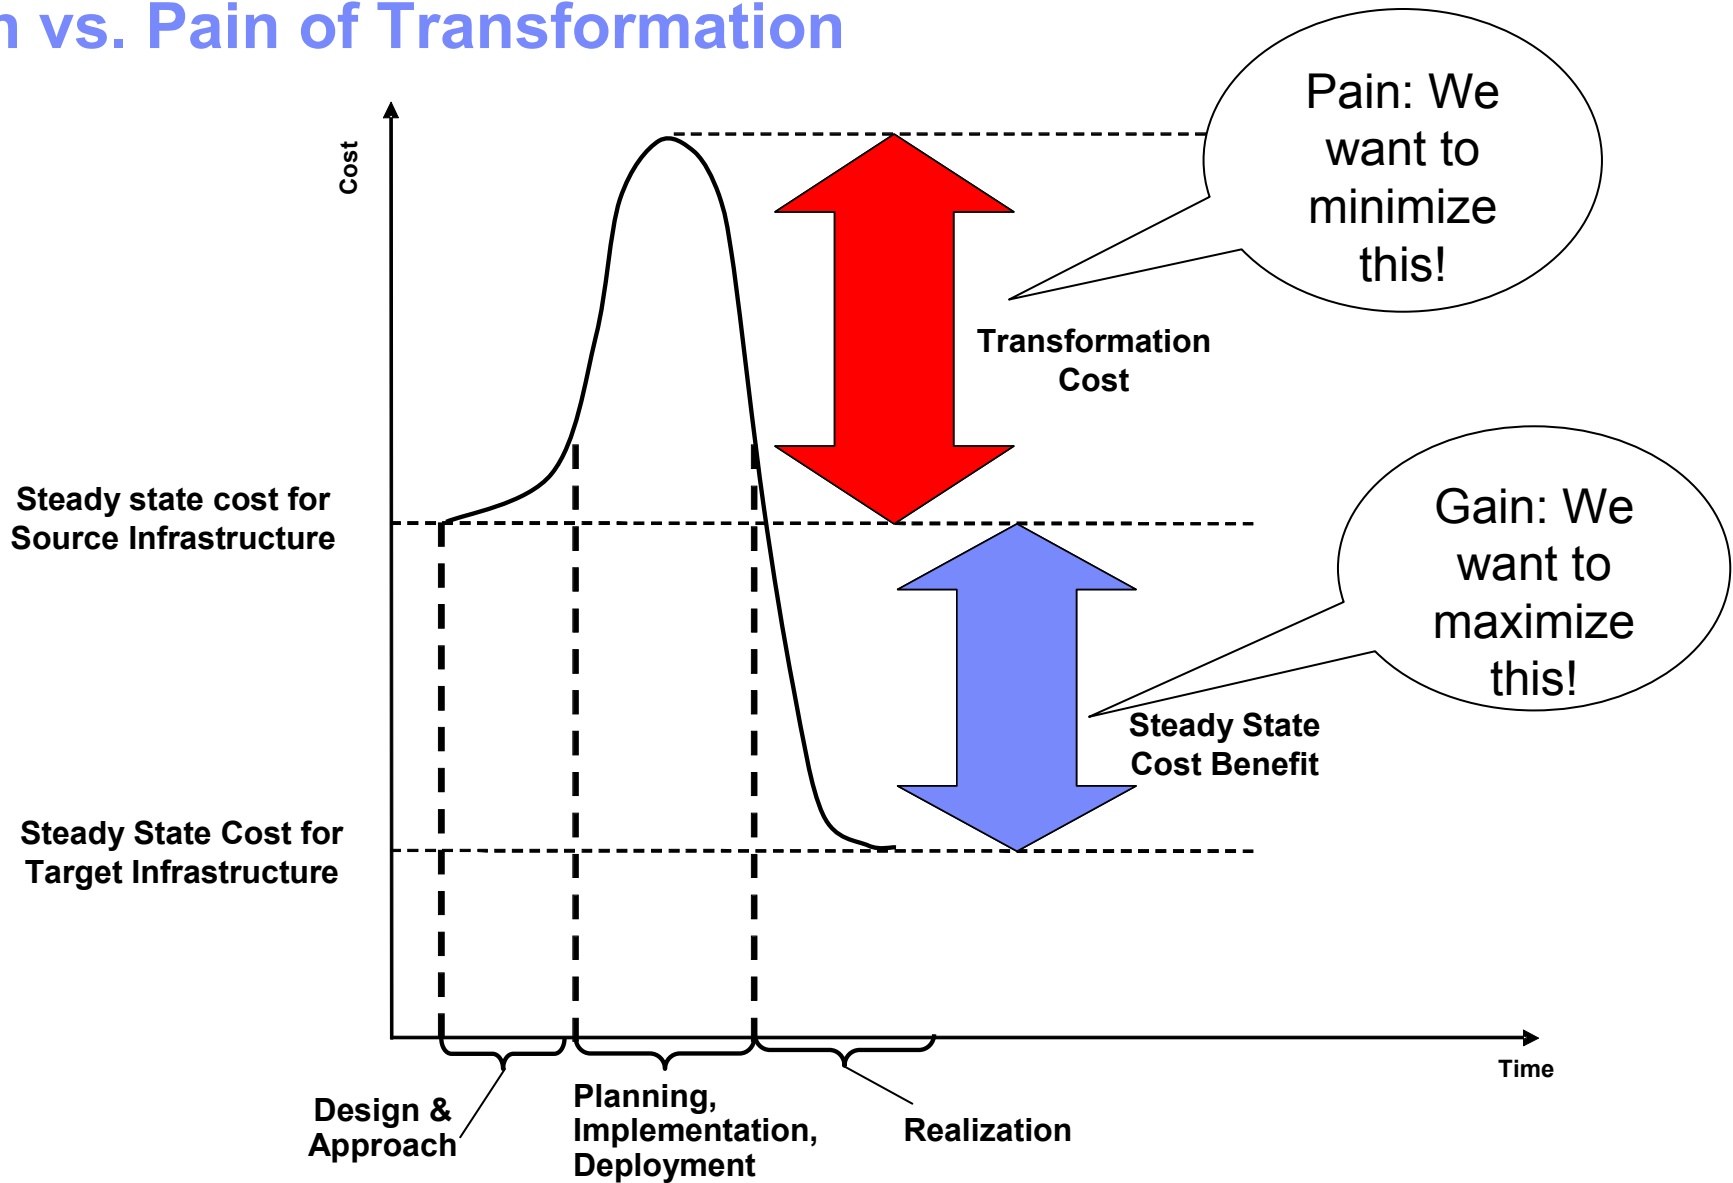 vs. Pain of Transformation
Cost
Pain: We
want to
minimize
this!
Transformation
Cost
Steady state cost for
Source Infrastructure
Gain: We
want to
maximize
this!
Steady State
Cost Benefit
Steady State Cost for
Target Infrastructure
Time
Design &
Approach
Planning,
Implementation,
Deployment
Realization